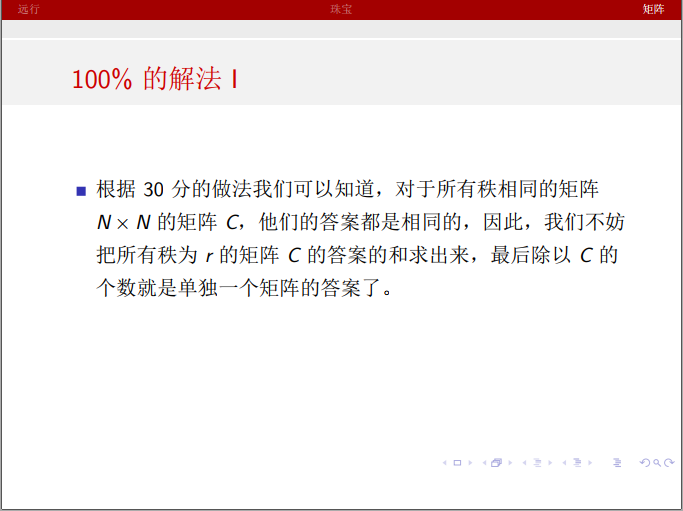 远行 珠宝 矩阵
100% 的解法 I
根据 30 分的做法我们可以知道，对于所有秩相同的矩阵
N × N 的矩阵 C，他们的答案都是相同的，因此，我们不妨
把所有秩为 r 的矩阵 C 的答案的和求出来，最后除以 C 的
个数就是单独一个矩阵的答案了。